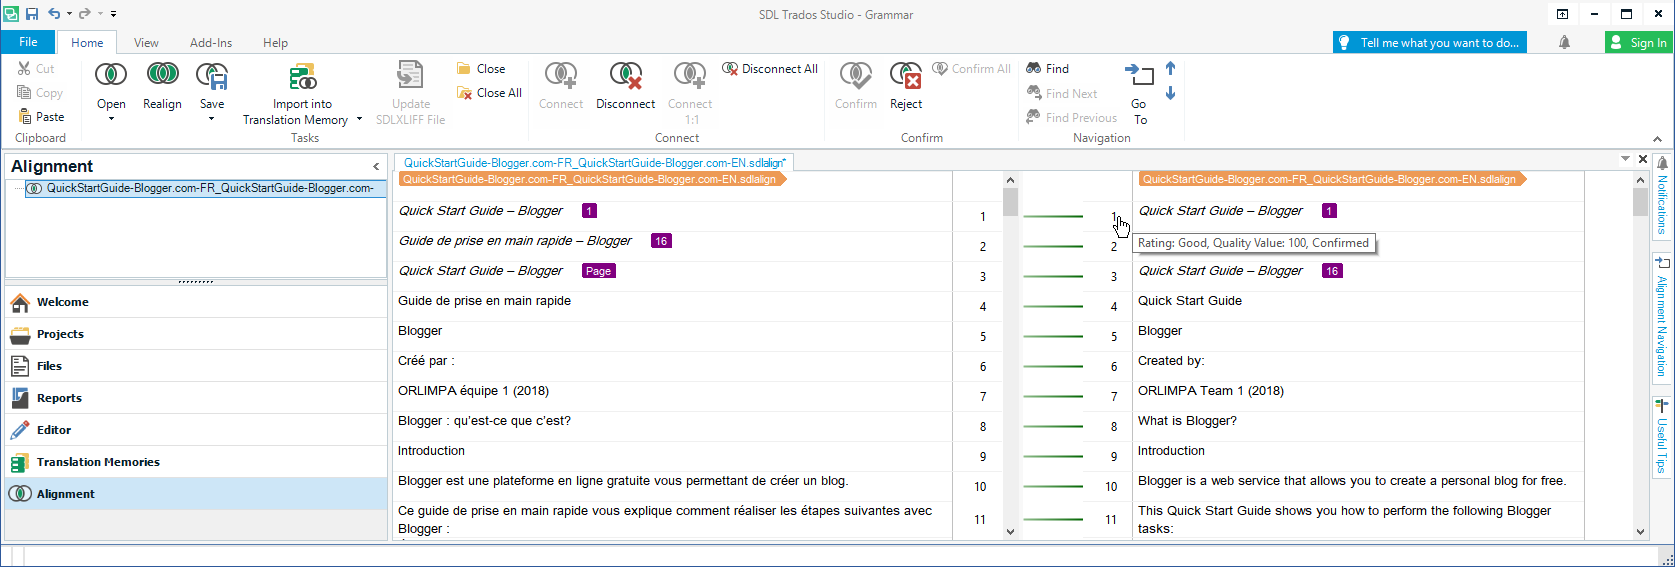 SDL Trados Studio - Grammar
File
Home
View
Add-Ins
Help
Tell me what you want to do...
Sign In
Cut
Copy
Paste
Clipboard
Open
Realign
Save
Import into
Translation Memory
Update
SDLXLIFF File
Close
Close All
Tasks
Connect
Disconnect
Connect
1:1
Disconnect All
Connect
Confirm
Reject
Confirm All
Confirm
Find
Find Next
Find Previous
Go
To
Navigation
Alignment
QuickStartGuide-Blogger.com-FR_QuickStartGuide-Blogger.com-
Welcome
Projects
Files
Reports
Editor
Translation Memories
Alignment
QuickStartGuide-Blogger.com-FR_QuickStartGuide-Blogger.com-EN.sdlalign*
QuickStartGuide-Blogger.com-FR_QuickStartGuide-Blogger.com-EN.sdlalign
QuickStartGuide-Blogger.com-FR_QuickStartGuide-Blogger.com-EN.sdlalign
Quick Start Guide – Blogger 1 1 1 Quick Start Guide – Blogger 1
Guide de prise en main rapide – Blogger 16 2 2
Rating: Good, Quality Value: 100, Confirmed
Quick Start Guide – Blogger Page 3 3 Quick Start Guide – Blogger 16
Guide de prise en main rapide 4 4 Quick Start Guide
Blogger 5 5 Blogger
Créé par : 6 6 Created by:
ORLIMPA équipe 1 (2018) 7 7 ORLIMPA Team 1 (2018)
Blogger : qu'est-ce que c'est? 8 8 What is Blogger?
Introduction 9 9 Introduction
Blogger est une plateforme en ligne gratuite vous permettant de créer un blog. 10 10 Blogger is a web service that allows you to create a personal blog for free.
Ce guide de prise en main rapide vous explique comment réaliser les étapes suivantes avec 11 11 This Quick Start Guide shows you how to perform the following Blogger
Blogger : tasks:
Notifications
Alignment Navigation
Useful Tips